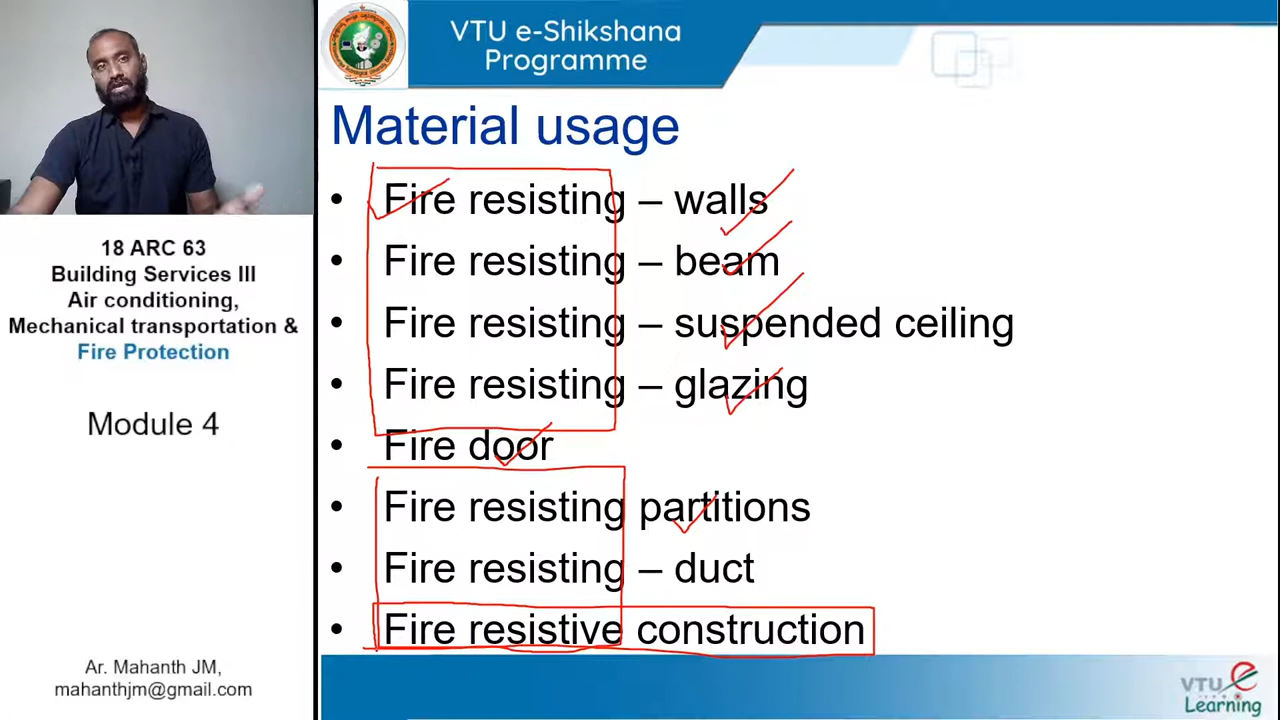 VTU e-Shikshana
Programme
Material usage
• Fire resisting – walls
• Fire resisting – beam
• Fire resisting – suspended ceiling
• Fire resisting – glazing
• Fire door
• Fire resisting partitions
• Fire resisting – duct
• Fire resistive construction
18 ARC 63
Building Services III
Air conditioning,
Mechanical transportation &
Fire Protection
Module 4
Ar. Mahanth JM,
mahanthjm@gmail.com
VTU e
Learning